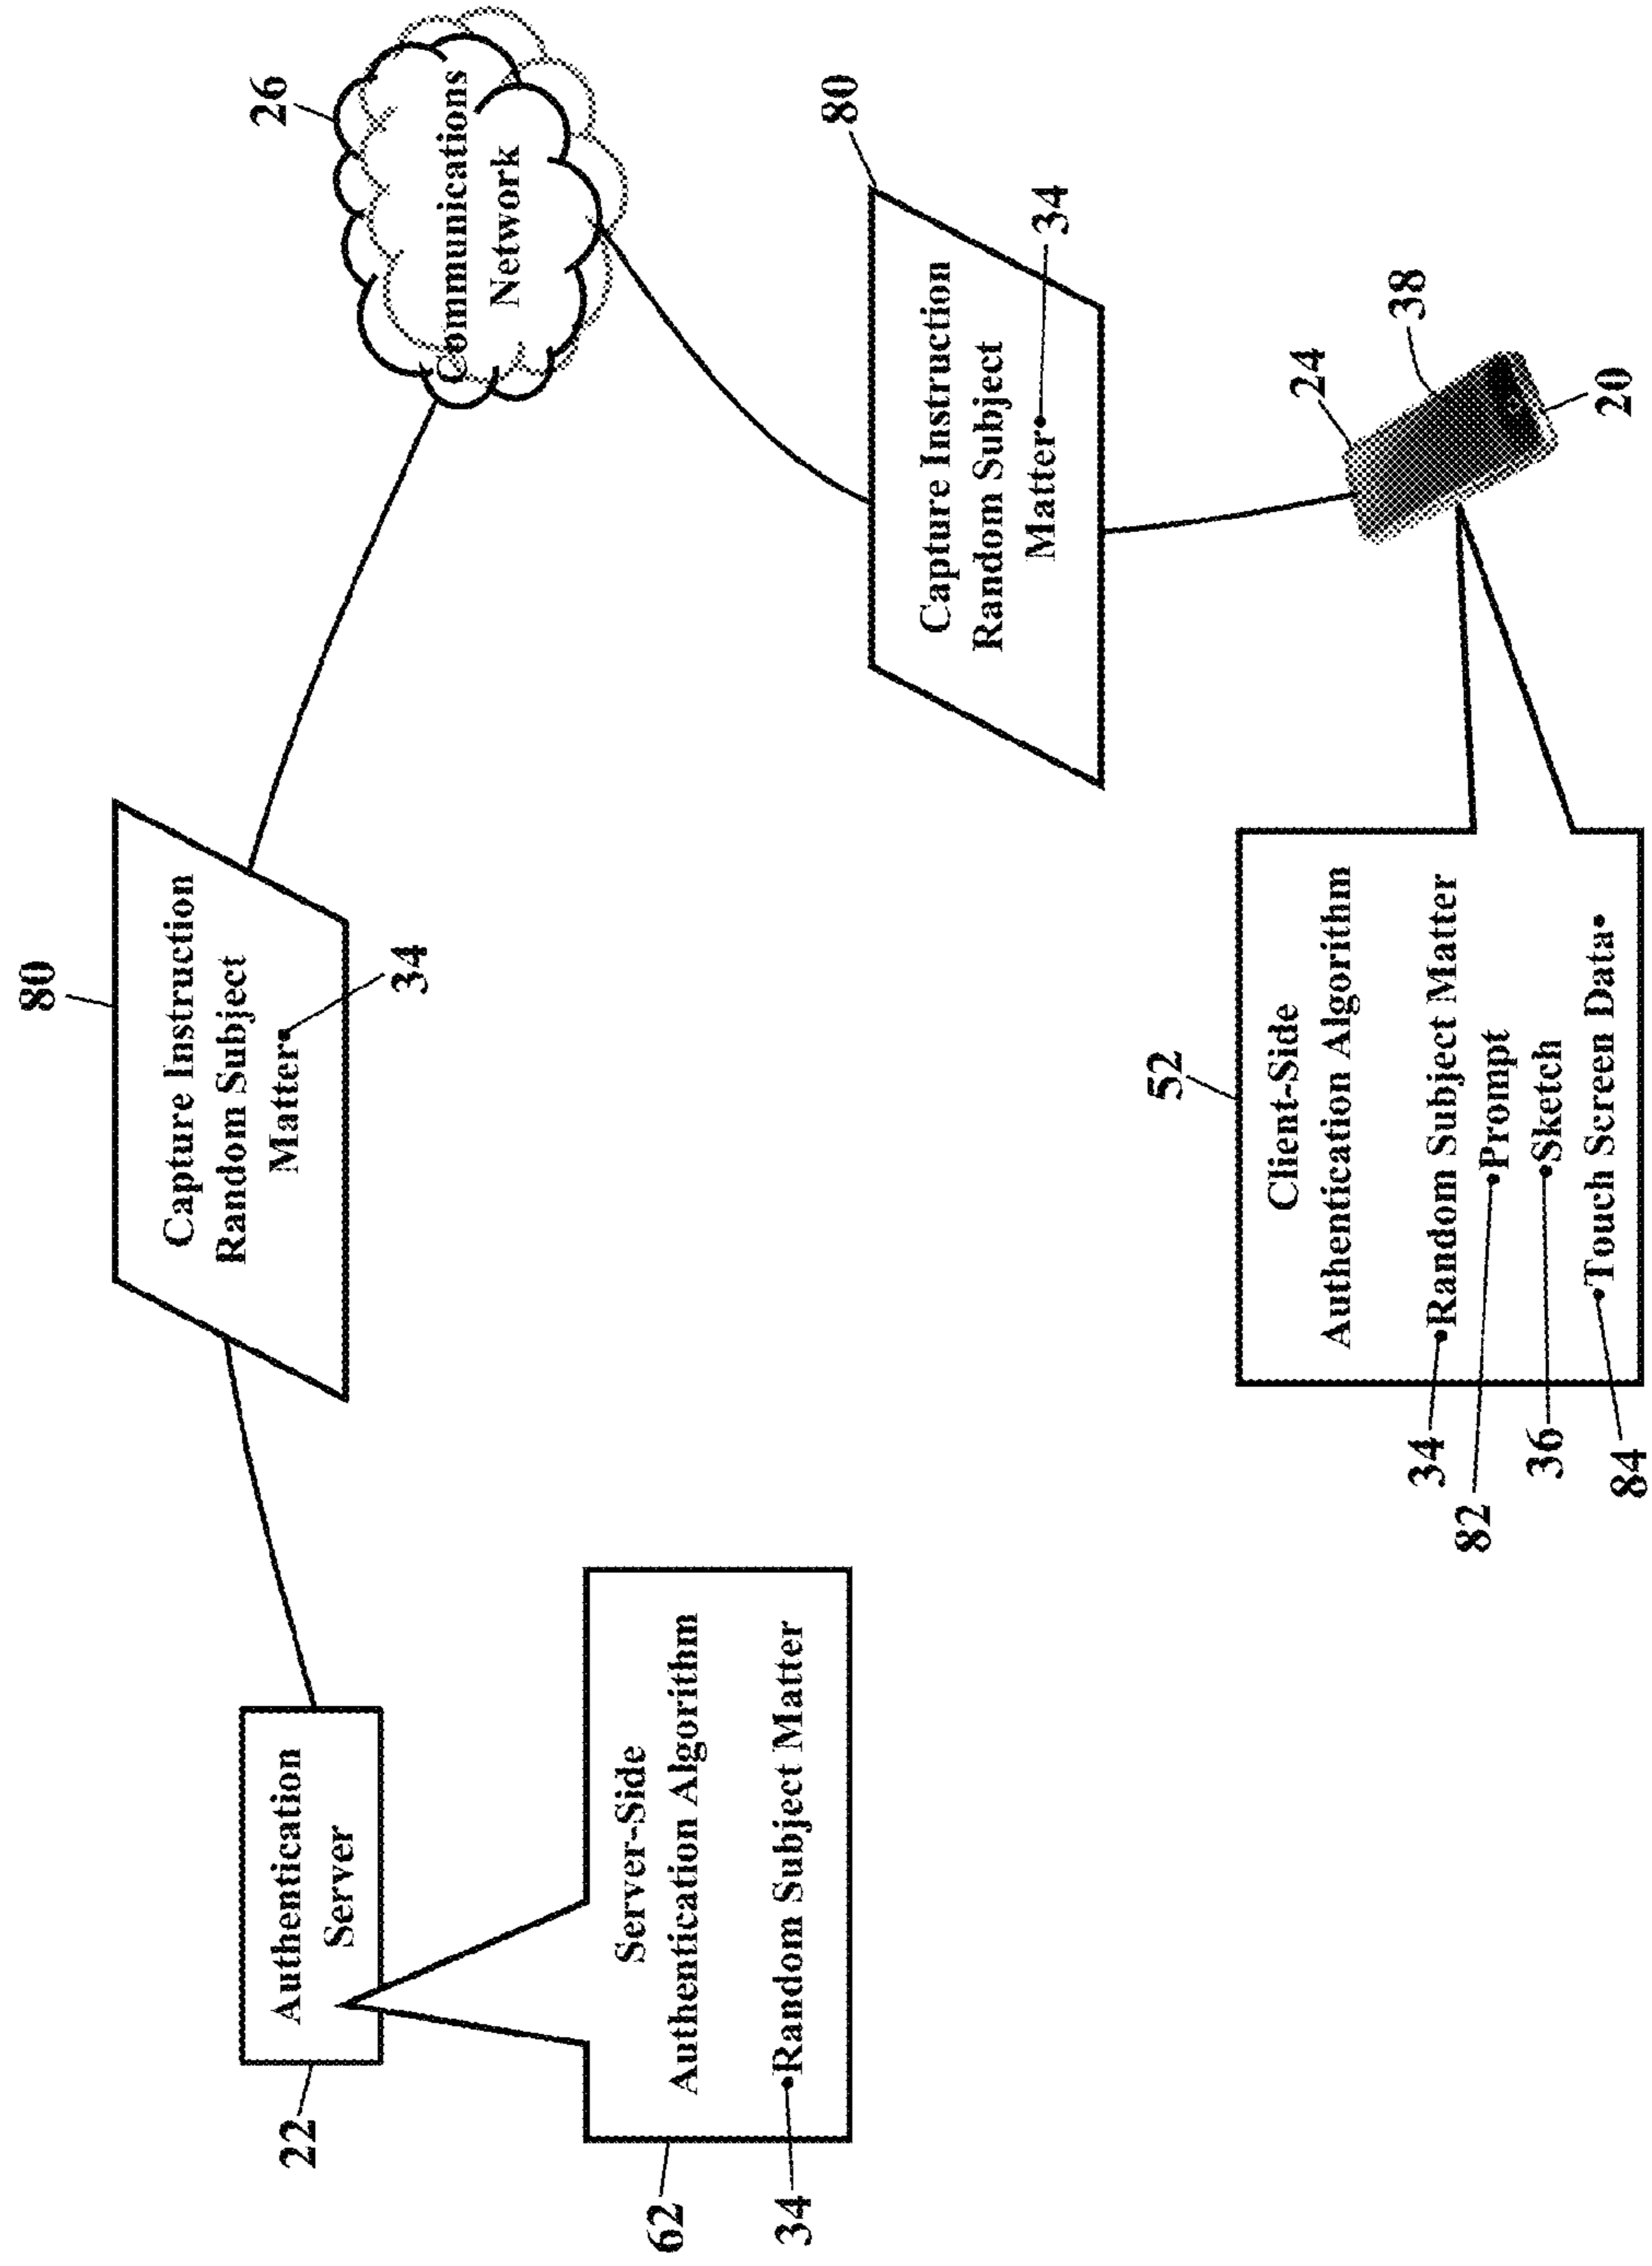 80
Capture Instruction
Random Subject
Matter
34
26
Communications
Network
22
Authentication
Server
62
Server-Side
Authentication Algorithm
34
•Random Subject Matter
80
Capture Instruction
Random Subject
Matter
34
24
38
20
52
Client-Side
Authentication Algorithm
34
•Random Subject Matter
82
•Prompt
36
•Sketch
84
•Touch Screen Data•